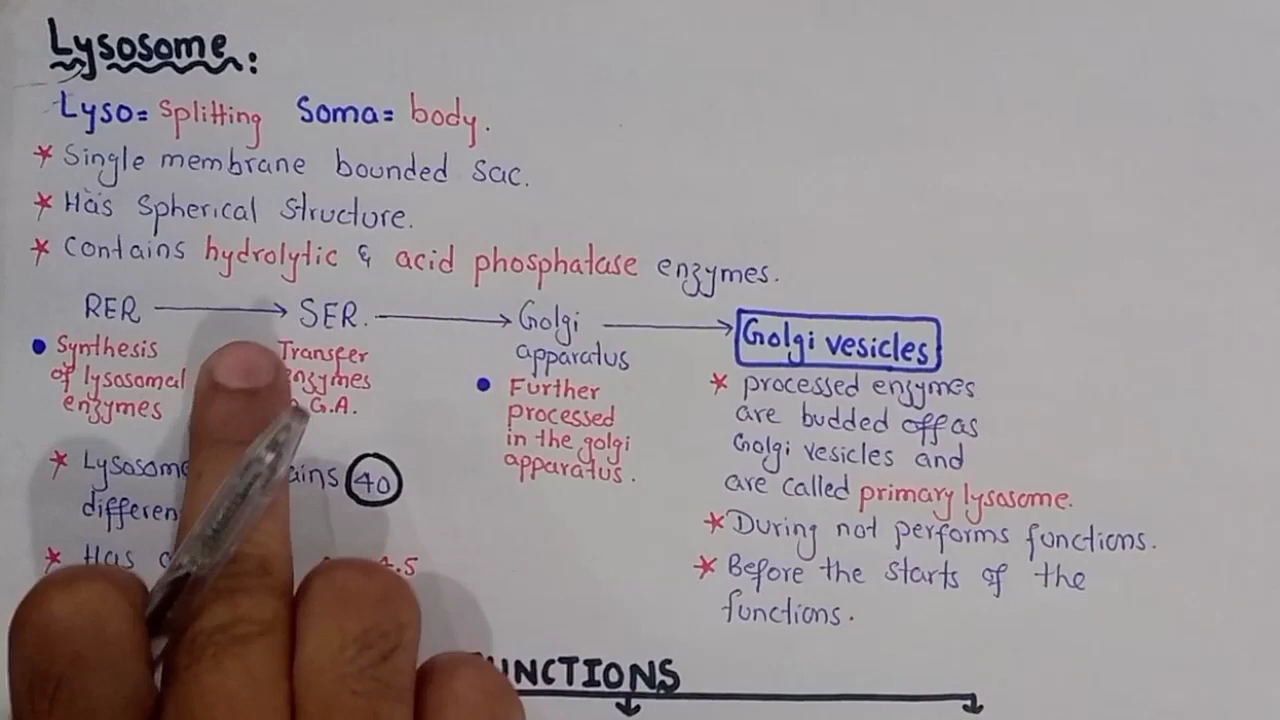 Lysosome:
Lyso= Splitting Soma= body.
* Single membrane bounded sac.
* Has Spherical Structure.
* Contains hydrolytic & acid phosphatase enzymes.
RER → SER. → Golgi apparatus → Golgi vesicles
• Synthesis
of lysosomal
enzymes
Transfer
enzymes
G.A.
• Further
processed
in the golgi
apparatus.
* processed enzymes
are budded off as
Golgi vesicles and
are called primary lysosome.
* During not performs functions.
* Before the starts of the
functions.
* Lysosome 40
* Has 4.5
FUNCTIONS